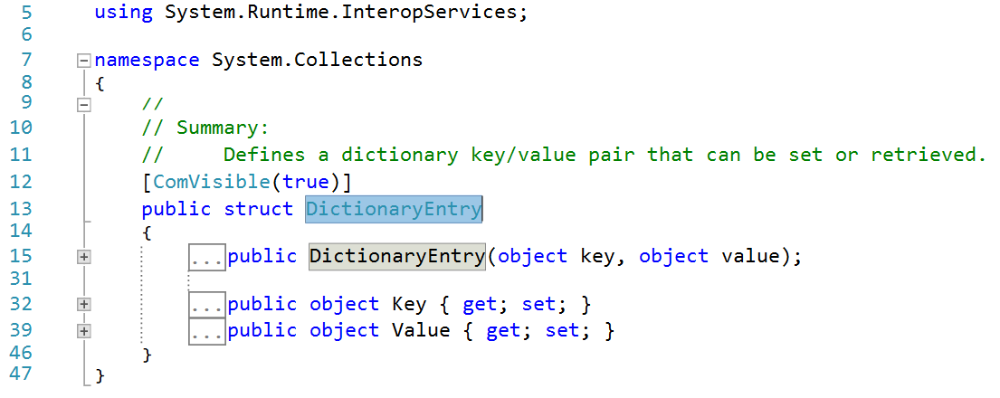 5 using System.Runtime.InteropServices;
6
7 namespace System.Collections
8 {
9 //
10 // Summary:
11 //     Defines a dictionary key/value pair that can be set or retrieved.
12 [ComVisible(true)]
13 public struct DictionaryEntry
14 {
15 ...public DictionaryEntry(object key, object value);
31
32 ...public object Key { get; set; }
39 ...public object Value { get; set; }
46 }
47 }